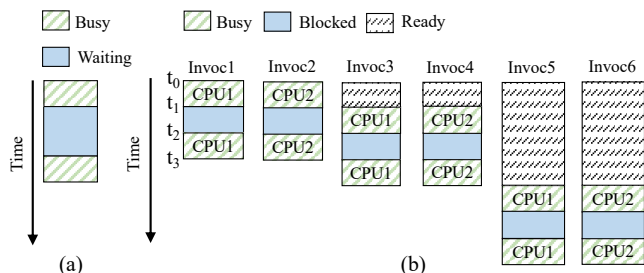 Busy
Waiting
Busy Blocked Ready
Invoc1 Invoc2 Invoc3 Invoc4 Invoc5 Invoc6
t0
t1
t2
t3
Time
Time
CPU1 CPU2
CPU1 CPU2
CPU1 CPU2
CPU1 CPU2
CPU1 CPU2
CPU1 CPU2
(a) (b)